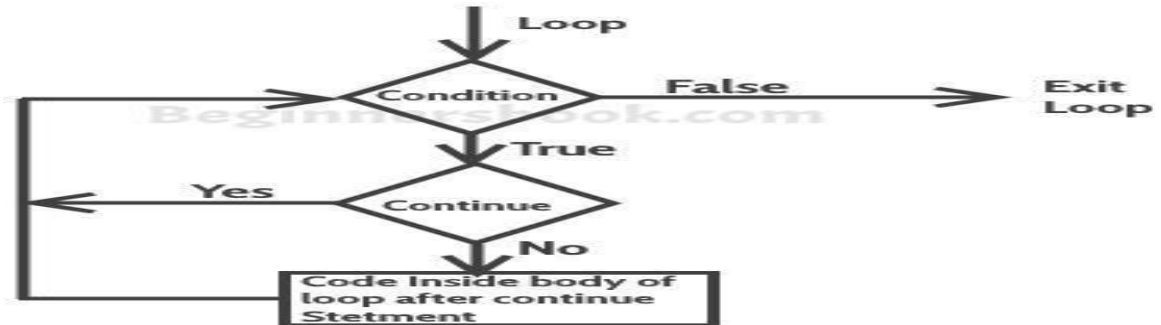 Loop
Condition
False
Exit
Loop
Beginnersbook.com
True
Yes
Continue
No
Code Inside body of
loop after continue
Stetment